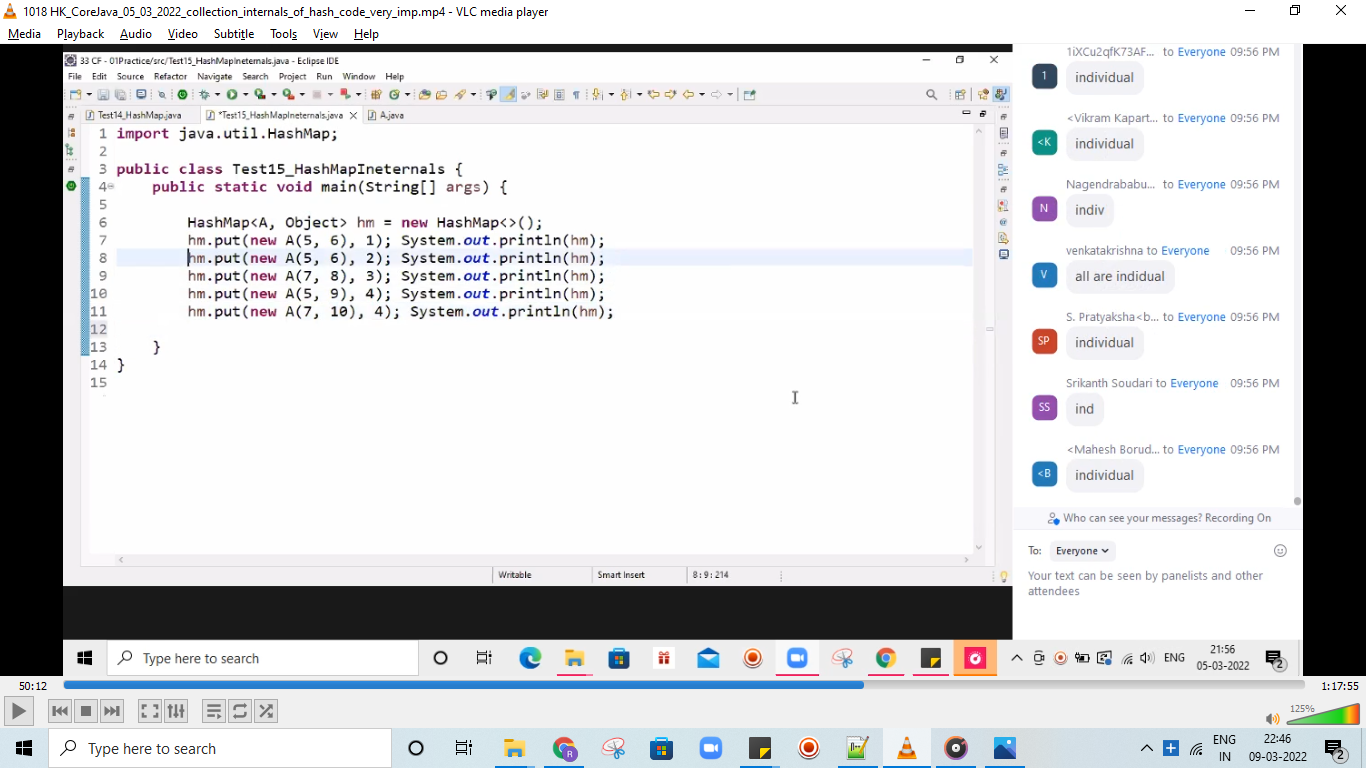 1018 HK_CoreJava_05_03_2022_collection_internals_of_hash_code_very_imp.mp4 - VLC media player
Media Playback Audio Video Subtitle Tools View Help
33 CF - 01Practice/src/Test15_HashMapIneternals.java - Eclipse IDE
File Edit Source Refactor Navigate Search Project Run Window Help
Test14_HashMap.java *Test15_HashMapIneternals.java A.java
1 import java.util.HashMap;
2
3 public class Test15_HashMapIneternals {
4 public static void main(String[] args) {
5
6 HashMap<A, Object> hm = new HashMap<>();
7 hm.put(new A(5, 6), 1); System.out.println(hm);
8 hm.put(new A(5, 6), 2); System.out.println(hm);
9 hm.put(new A(7, 8), 3); System.out.println(hm);
10 hm.put(new A(5, 9), 4); System.out.println(hm);
11 hm.put(new A(7, 10), 4); System.out.println(hm);
12
13 }
14 }
15
Writable Smart Insert 8:9:214
1iXCu2qfK73AF... to Everyone 09:56 PM
1 individual
<Vikram Kapart... to Everyone 09:56 PM
<K individual
Nagendrababu... to Everyone 09:56 PM
N indiv
venkatakrishna to Everyone 09:56 PM
V all are indidual
S. Pratyaksha<b... to Everyone 09:56 PM
SP individual
Srikanth Soudari to Everyone 09:56 PM
SS ind
<Mahesh Borud... to Everyone 09:56 PM
<B individual
Who can see your messages? Recording On
To: Everyone
Your text can be seen by panelists and other
attendees
Type here to search
ENG 21:56
05-03-2022 2
50:12 1:17:55
125%
Type here to search
R
ENG 22:46
IN 09-03-2022 2